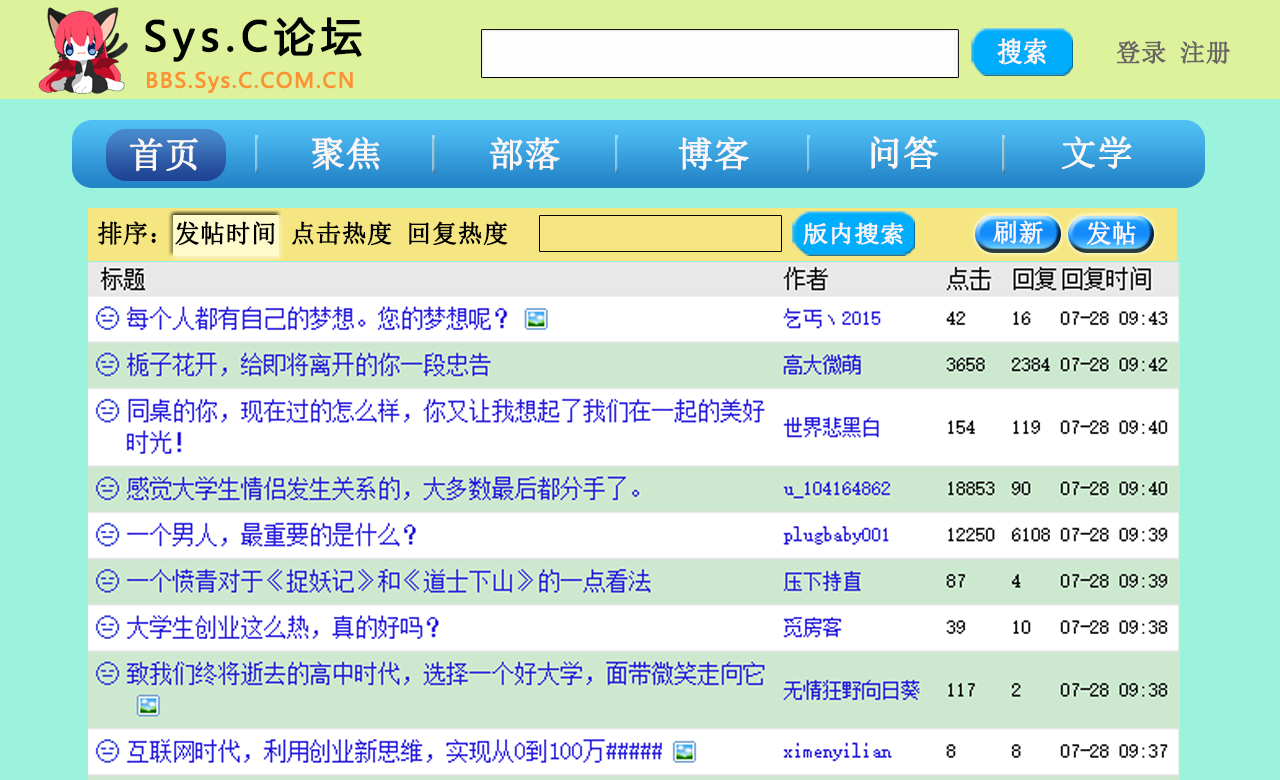 Sys.C论坛
BBS.Sys.C.COM.CN
搜索
登录 注册
首页 聚焦 部落 博客 问答 文学
排序: 发帖时间 点击热度 回复热度 版内搜索 刷新 发帖
标题 作者 点击 回复 回复时间
每个人都有自己的梦想。您的梦想呢？ 乞丐丶2015 42 16 07-28 09:43
栀子花开，给即将离开的你一段忠告 高大微萌 3658 2384 07-28 09:42
同桌的你，现在过的怎么样，你又让我想起了我们在一起的美好
时光！ 世界悲黑白 154 119 07-28 09:40
感觉大学生情侣发生关系的，大多数最后都分手了。 u_104164862 18853 90 07-28 09:40
一个男人，最重要的是什么？ plugbaby001 12250 6108 07-28 09:39
一个愤青对于《捉妖记》和《道士下山》的一点看法 压下持直 87 4 07-28 09:39
大学生创业这么热，真的好吗？ 觅房客 39 10 07-28 09:38
致我们终将逝去的高中时代，选择一个好大学，面带微笑走向它 无情狂野向日葵 117 2 07-28 09:38
互联网时代，利用创业新思维，实现从0到100万##### ximenyilian 8 8 07-28 09:37